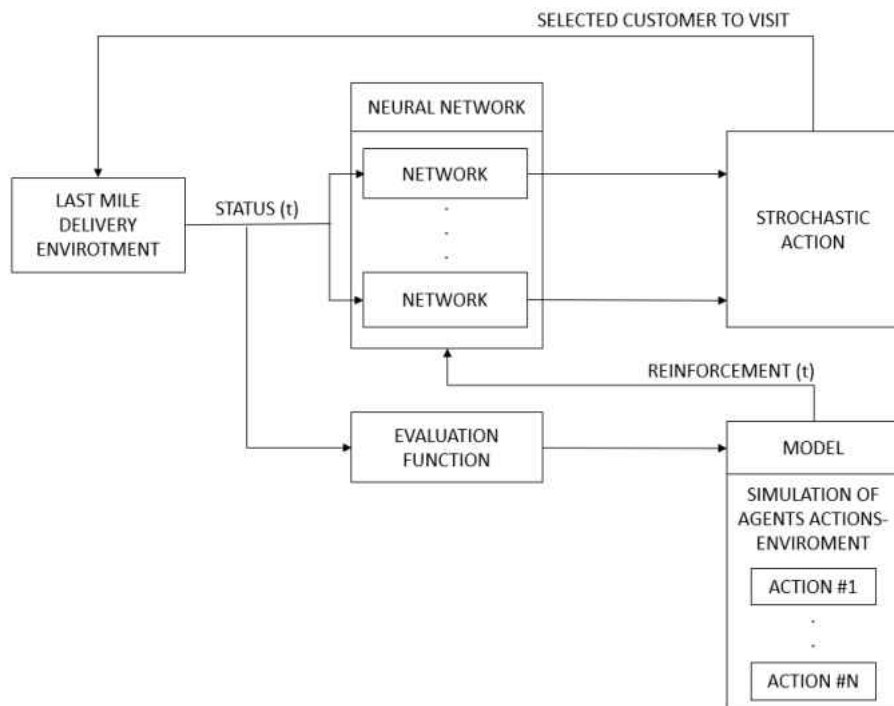 SELECTED CUSTOMER TO VISIT
NEURAL NETWORK
NETWORK
.
.
.
NETWORK
LAST MILE
DELIVERY
ENVIROTMENT
STATUS (t)
STROCHASTIC
ACTION
REINFORCEMENT (t)
EVALUATION
FUNCTION
MODEL
SIMULATION OF
AGENTS ACTIONS-
ENVIROMENT
ACTION #1
.
.
ACTION #N